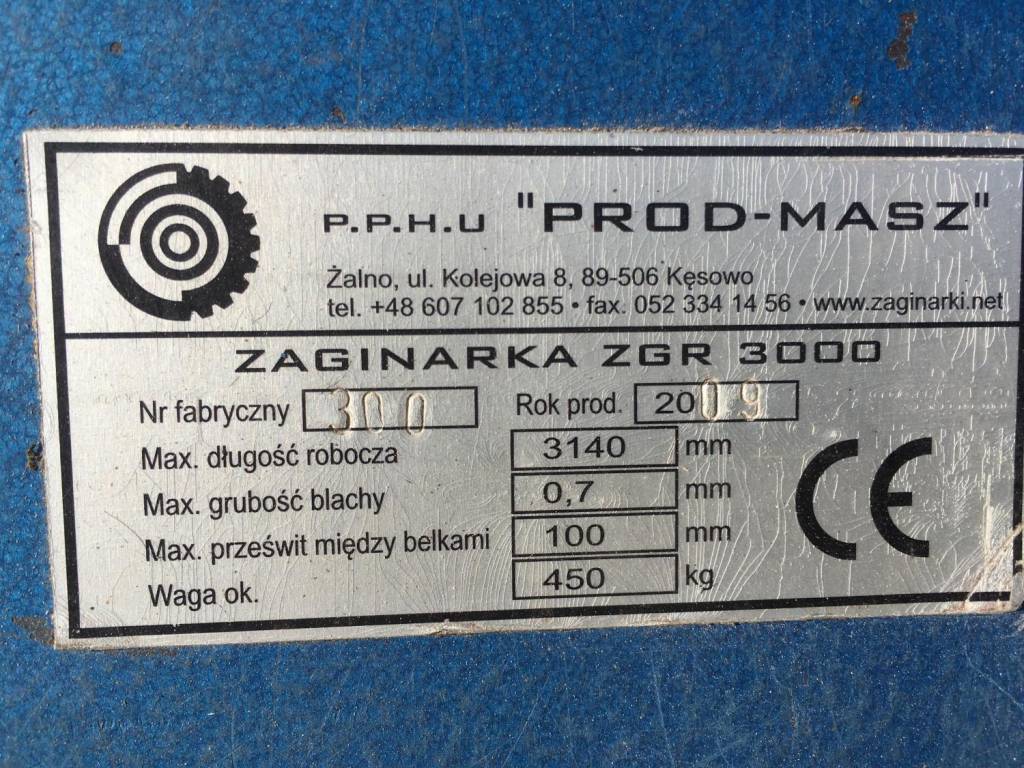 P.P.H.U "PROD-MASZ"
Żalno, ul. Kolejowa 8, 89-506 Kęsowo
tel. +48 607 102 855 • fax. 052 334 14 56 • www.zaginarki.net
ZAGINARKA ZGR 3000
Nr fabryczny 300 Rok prod. 2009
Max. długość robocza 3140 mm
Max. grubość blachy 0,7 mm
Max. prześwit między belkami 100 mm
Waga ok. 450 kg
CE